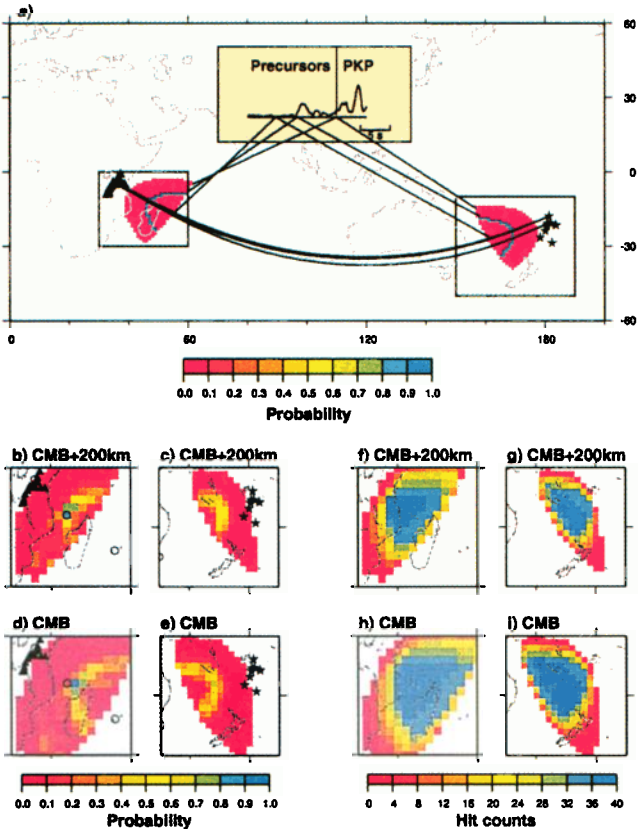 a)
60
30
0
-30
-60
Precursors PKP
5 s
0 60 120 180
0.0 0.1 0.2 0.3 0.4 0.5 0.6 0.7 0.8 0.9 1.0
Probability
b) CMB+200km c) CMB+200km f) CMB+200km g) CMB+200km
d) CMB e) CMB h) CMB i) CMB
0.0 0.1 0.2 0.3 0.4 0.5 0.6 0.7 0.8 0.9 1.0
Probability
0 4 8 12 16 20 24 28 32 36 40
Hit counts